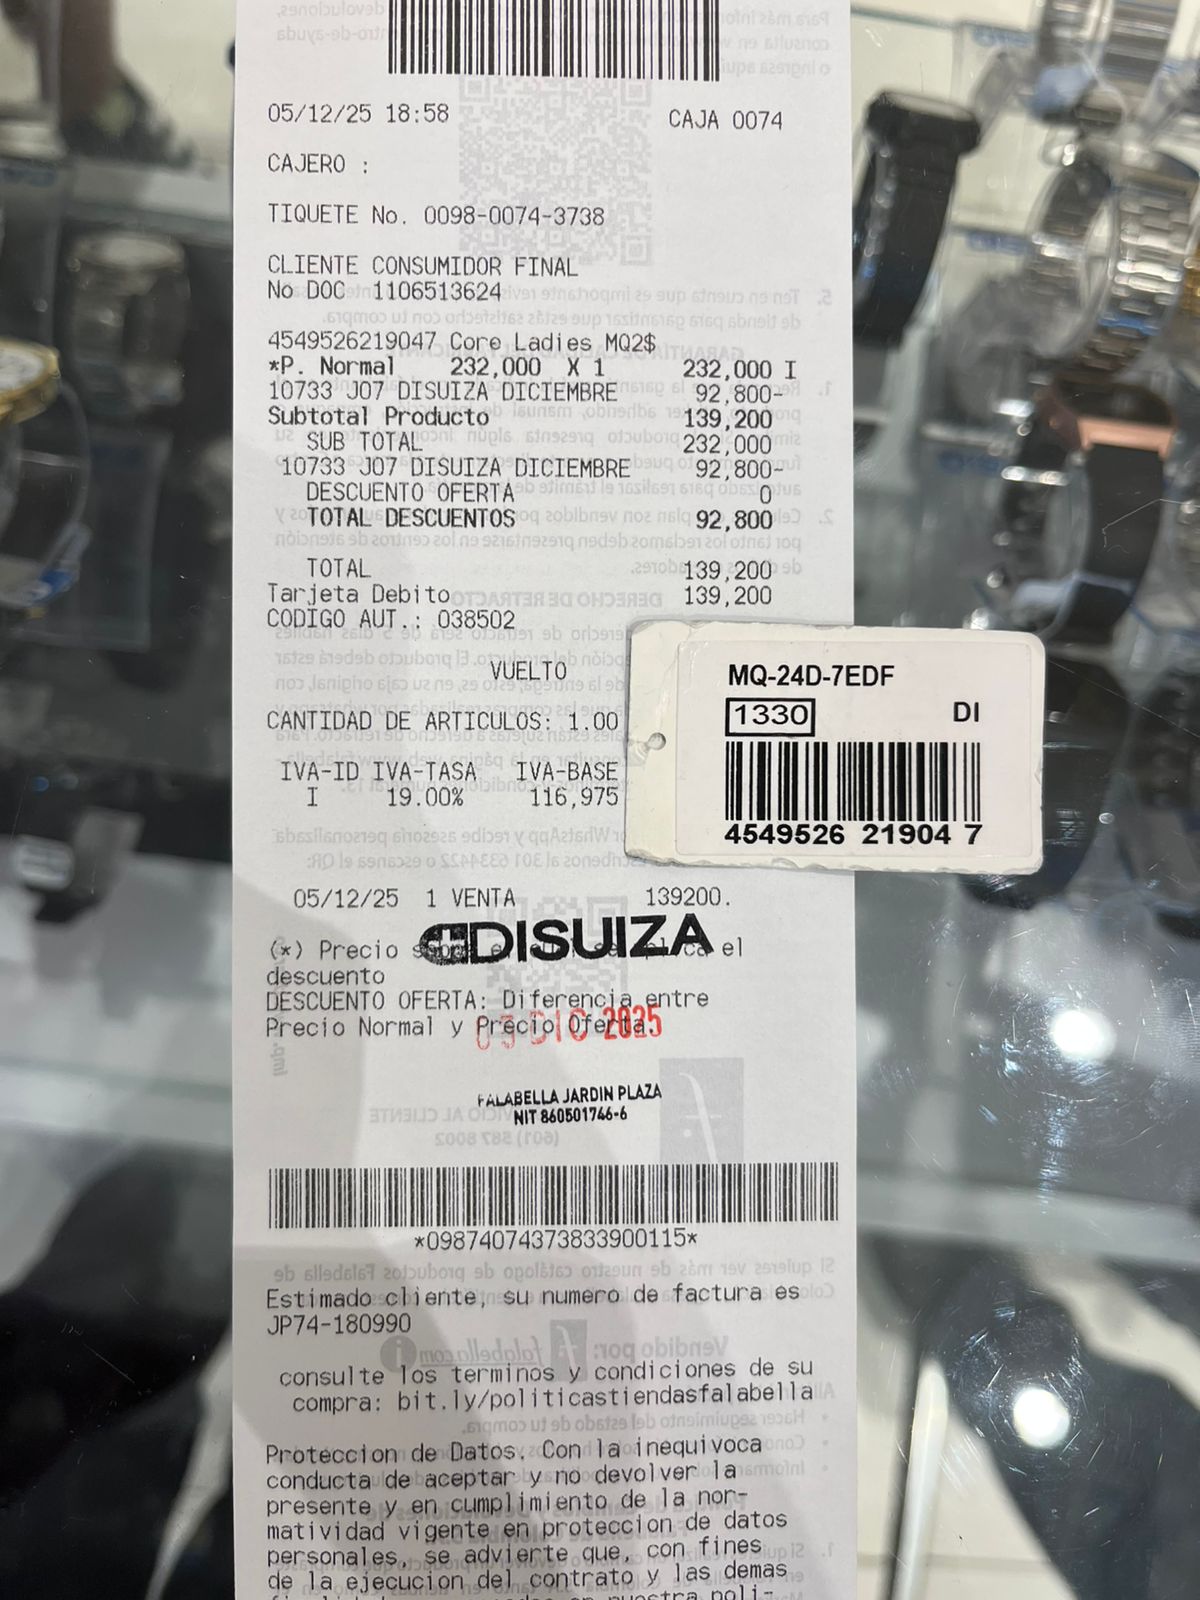 05/12/25 18:58 CAJA 0074
CAJERO :
TIQUETE No. 0098-0074-3738
CLIENTE CONSUMIDOR FINAL
No DOC 1106513624
4549526219047 Core Ladies MQ2$
*P. Normal 232,000 X 1 232,000 I
10733 J07 DISUIZA DICIEMBRE 92,800-
Subtotal Producto 139,200
SUB TOTAL 232,000
10733 J07 DISUIZA DICIEMBRE 92,800-
DESCUENTO OFERTA 0
TOTAL DESCUENTOS 92,800
TOTAL 139,200
Tarjeta Debito 139,200
CODIGO AUT.: 038502
VUELTO
CANTIDAD DE ARTICULOS: 1.00
IVA-ID IVA-TASA IVA-BASE
I 19.00% 116,975
MQ-24D-7EDF
1330 DI
4549526 21904 7
05/12/25 1 VENTA 139200.
DISUIZA
(*) Precio el
descuento
DESCUENTO OFERTA: Diferencia entre
Precio Normal y Precio Oferta.
DIC 2025
FALABELLA JARDIN PLAZA
NIT 860501746-6
*09874074373833900115*
Estimado cliente, su numero de factura es
JP74-180990
consulte los terminos y condiciones de su
compra: bit.ly/politicastiendasfalabella
Proteccion de Datos. Con la inequivoca
conducta de aceptar y no devolver la
presente y en cumplimiento de la nor-
matividad vigente en proteccion de datos
personales, se advierte que, con fines
de la ejecucion del contrato y las demas